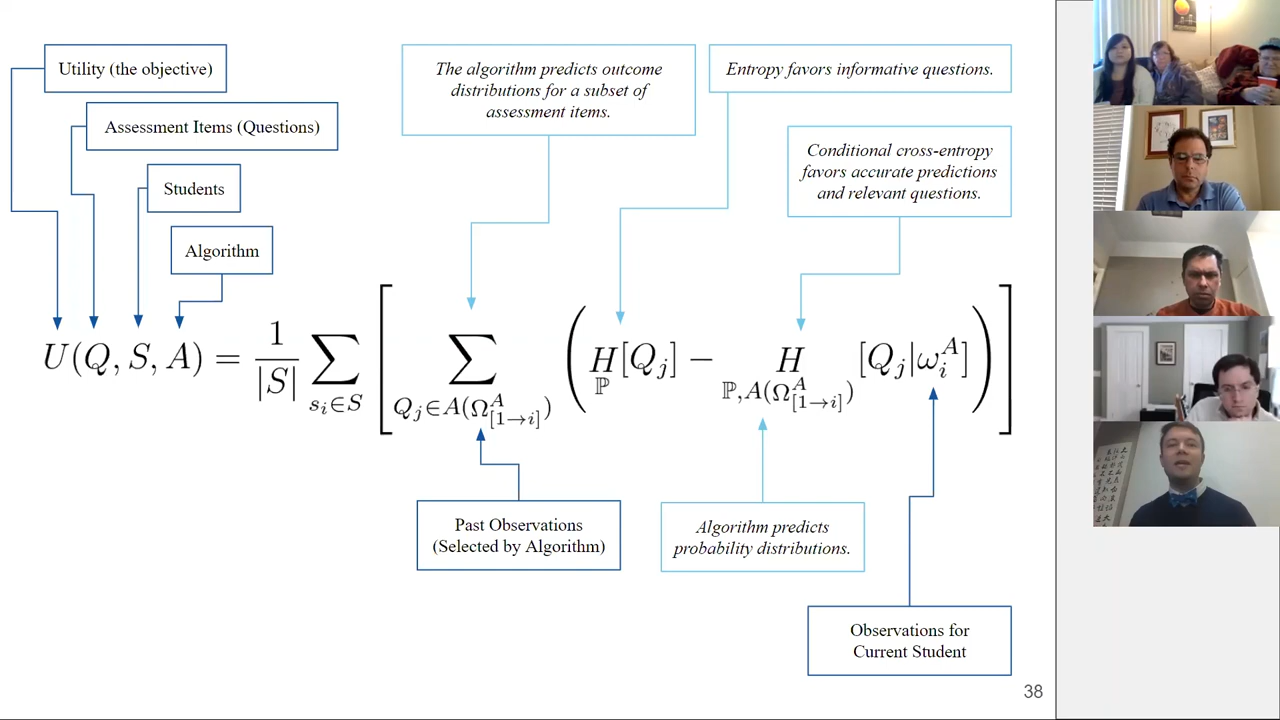 Utility (the objective)
Assessment Items (Questions)
Students
Algorithm
The algorithm predicts outcome
distributions for a subset of
assessment items.
Entropy favors informative questions.
Conditional cross-entropy
favors accurate predictions
and relevant questions.
U(Q, S, A) = 1/|S| ∑_{s_i∈S} [ ∑_{Q_j∈A(Ω^A_{[1→i]})} ( H_ℙ[Q_j] − H_{ℙ,A(Ω^A_{[1→i]})} [Q_j|ω_i^A] ) ]
Past Observations
(Selected by Algorithm)
Algorithm predicts
probability distributions.
Observations for
Current Student
38